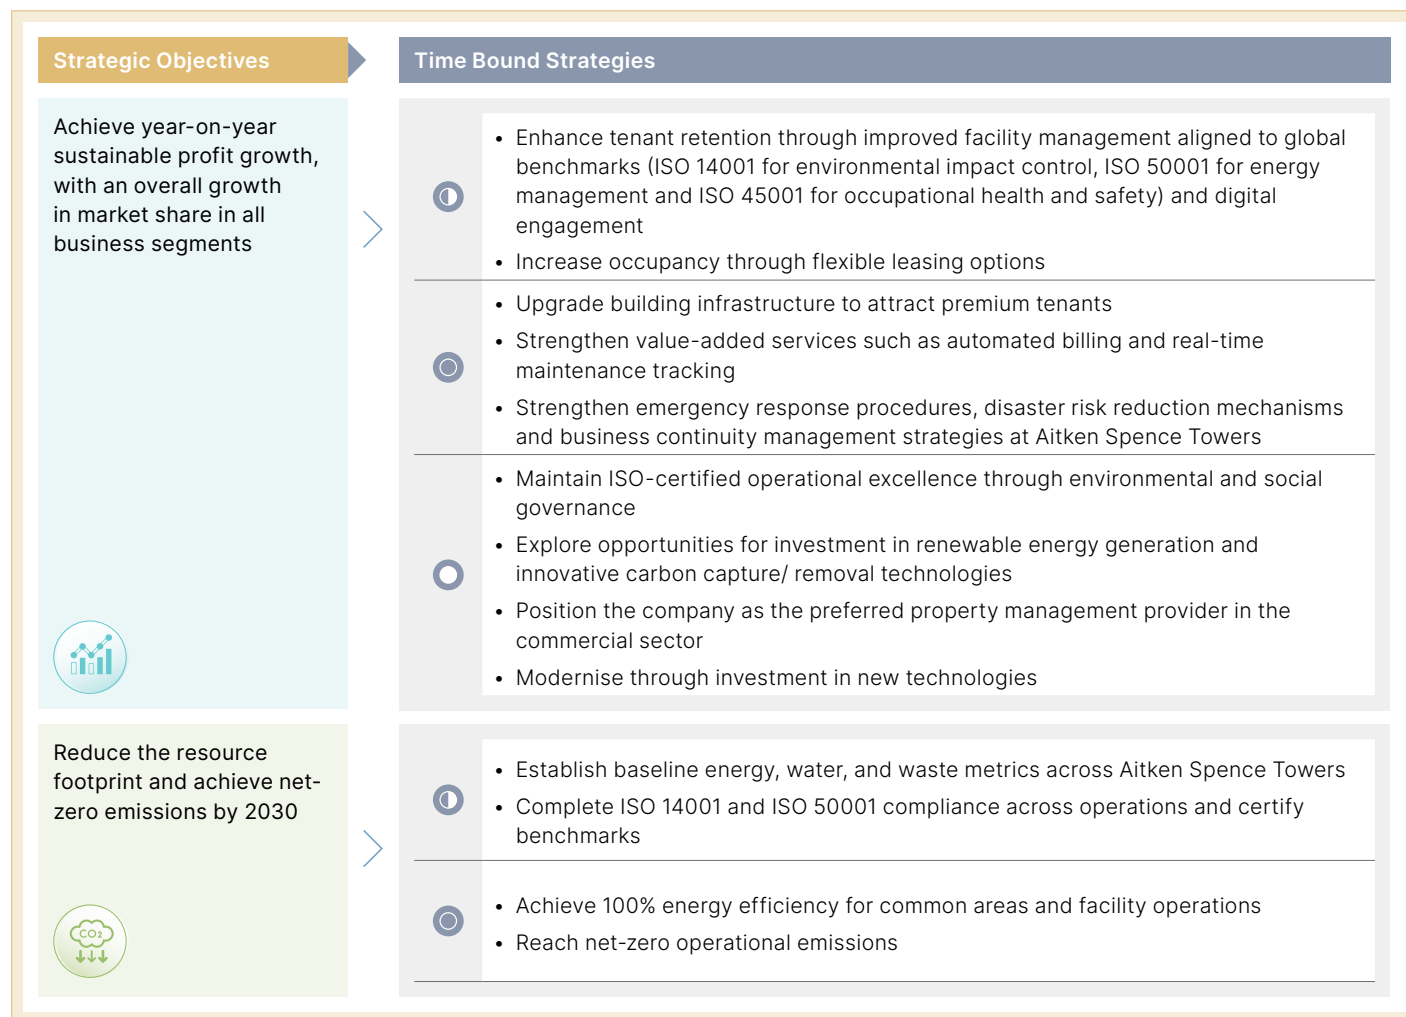 Strategic Objectives
Time Bound Strategies
Achieve year-on-year
sustainable profit growth,
with an overall growth
in market share in all
business segments
• Enhance tenant retention through improved facility management aligned to global
benchmarks (ISO 14001 for environmental impact control, ISO 50001 for energy
management and ISO 45001 for occupational health and safety) and digital
engagement
• Increase occupancy through flexible leasing options
• Upgrade building infrastructure to attract premium tenants
• Strengthen value-added services such as automated billing and real-time
maintenance tracking
• Strengthen emergency response procedures, disaster risk reduction mechanisms
and business continuity management strategies at Aitken Spence Towers
• Maintain ISO-certified operational excellence through environmental and social
governance
• Explore opportunities for investment in renewable energy generation and
innovative carbon capture/ removal technologies
• Position the company as the preferred property management provider in the
commercial sector
• Modernise through investment in new technologies
Reduce the resource
footprint and achieve net-
zero emissions by 2030
CO2
• Establish baseline energy, water, and waste metrics across Aitken Spence Towers
• Complete ISO 14001 and ISO 50001 compliance across operations and certify
benchmarks
• Achieve 100% energy efficiency for common areas and facility operations
• Reach net-zero operational emissions